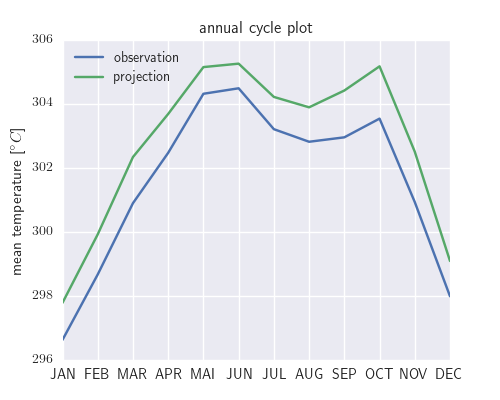 annual cycle plot
observation
projection
mean temperature [°C]
306
304
302
300
298
296
JAN FEB MAR APR MAI JUN JUL AUG SEP OCT NOV DEC